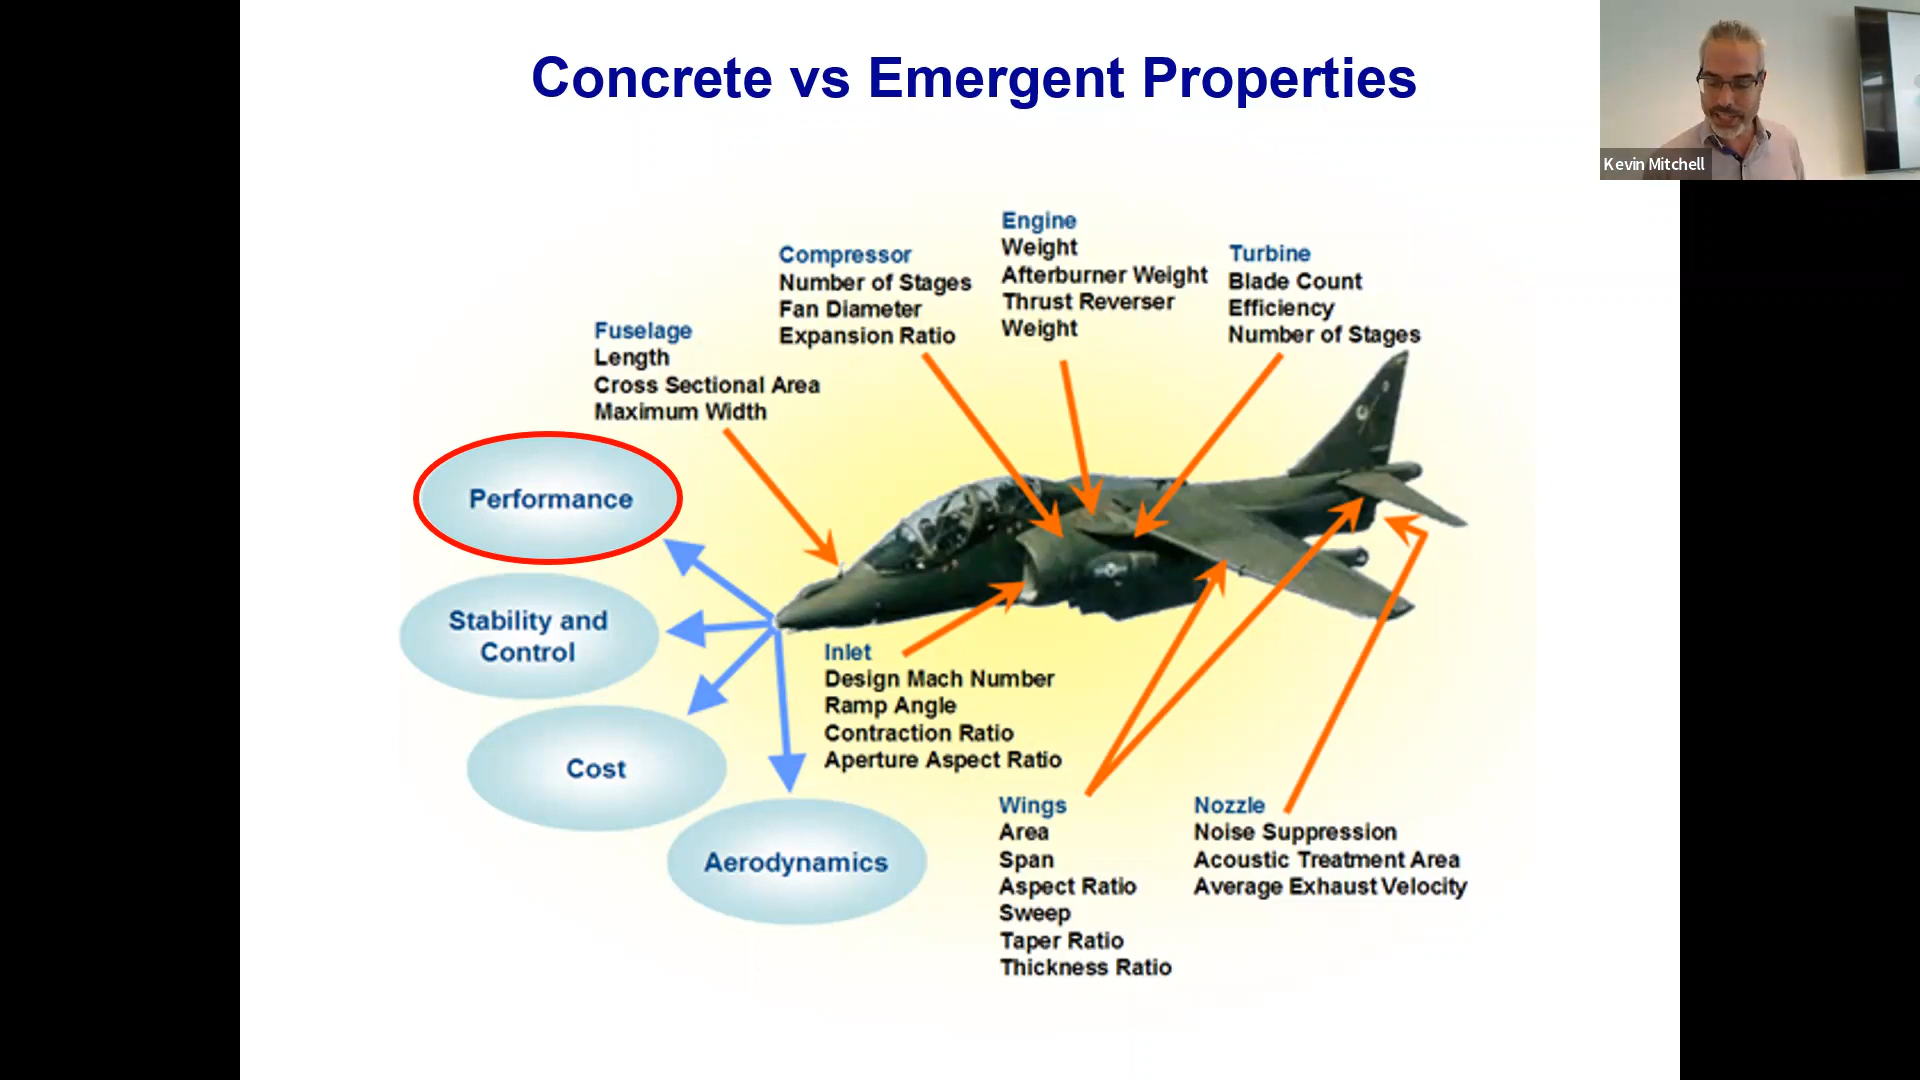 Concrete vs Emergent Properties
Kevin Mitchell
Engine
Weight
Afterburner Weight
Thrust Reverser
Weight
Compressor
Number of Stages
Fan Diameter
Expansion Ratio
Turbine
Blade Count
Efficiency
Number of Stages
Fuselage
Length
Cross Sectional Area
Maximum Width
Performance
Stability and
Control
Cost
Aerodynamics
Inlet
Design Mach Number
Ramp Angle
Contraction Ratio
Aperture Aspect Ratio
Wings
Area
Span
Aspect Ratio
Sweep
Taper Ratio
Thickness Ratio
Nozzle
Noise Suppression
Acoustic Treatment Area
Average Exhaust Velocity